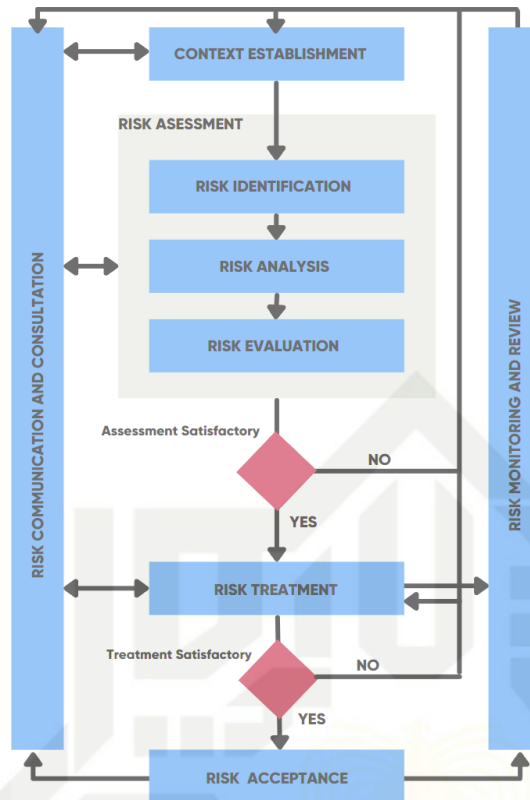 CONTEXT ESTABLISHMENT
RISK ASESSMENT
RISK IDENTIFICATION
RISK ANALYSIS
RISK EVALUATION
RISK COMMUNICATION AND CONSULTATION
RISK MONITORING AND REVIEW
Assessment Satisfactory
NO
YES
RISK TREATMENT
Treatment Satisfactory
NO
YES
RISK ACCEPTANCE